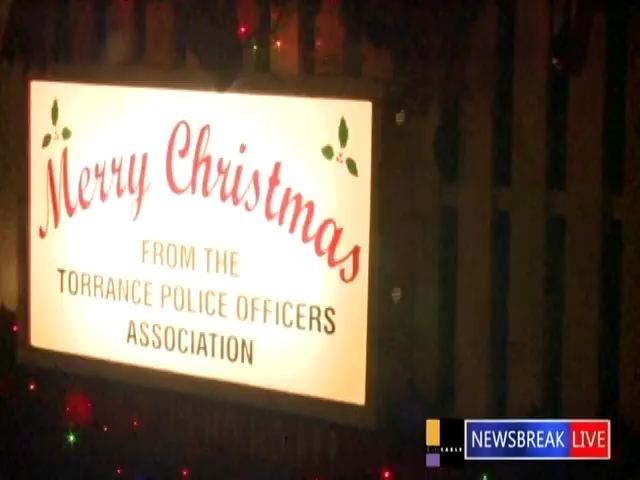 Merry Christmas
FROM THE
TORRANCE POLICE OFFICERS
ASSOCIATION
NEWSBREAK LIVE